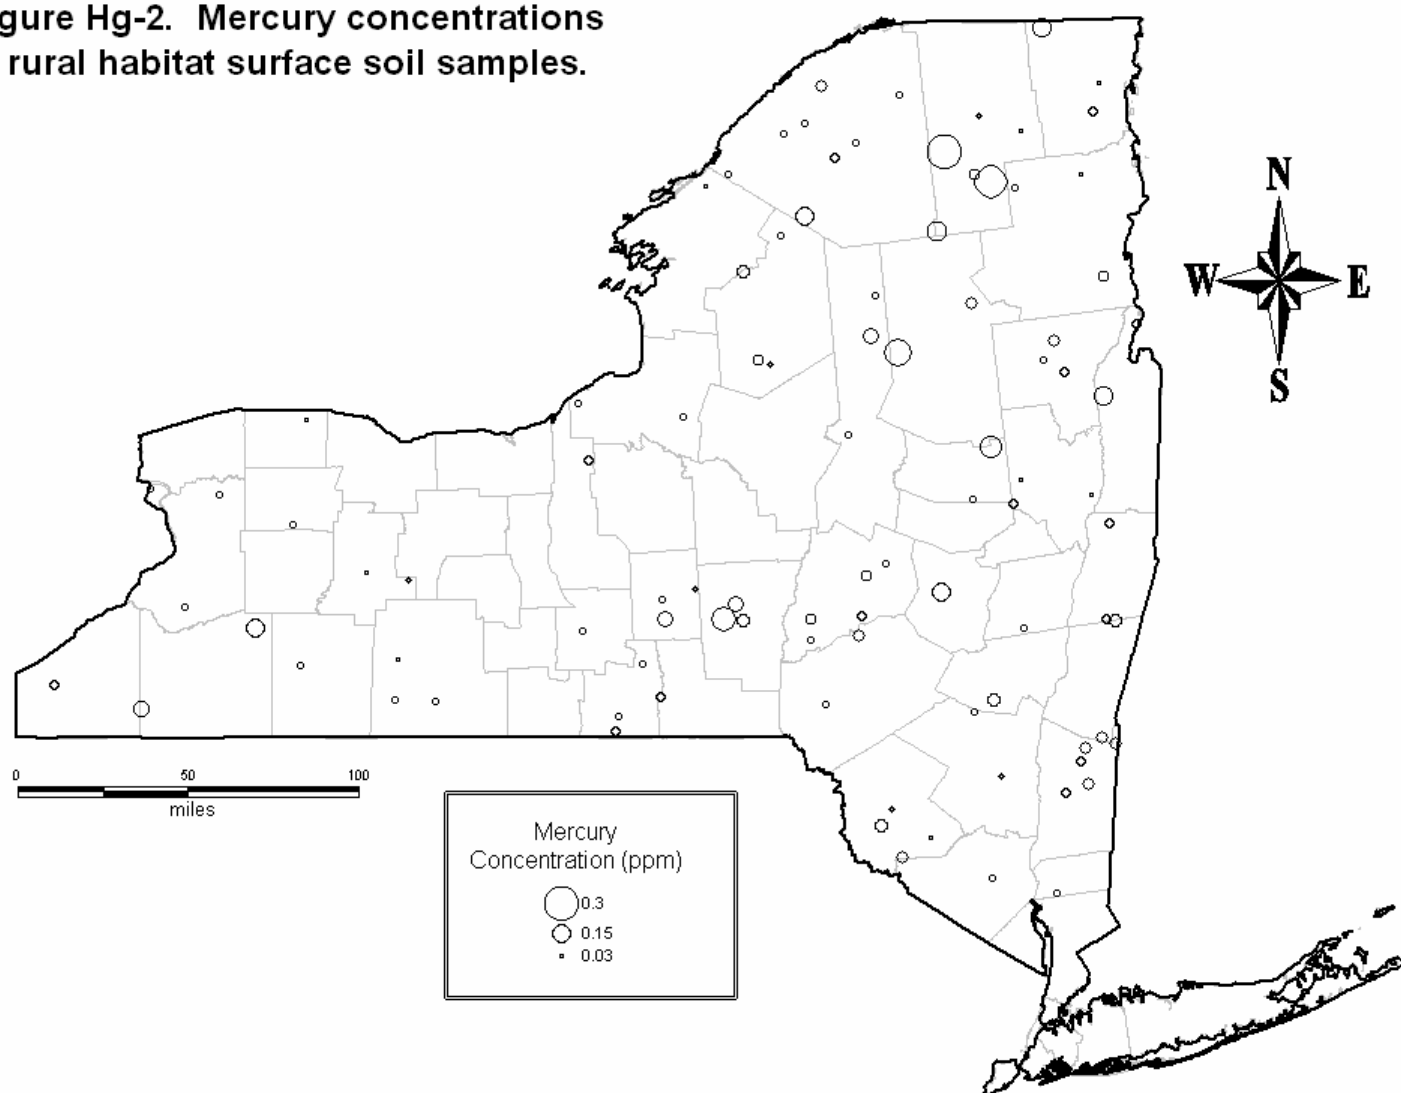 gure Hg-2. Mercury concentrations
rural habitat surface soil samples.
N
W E
S
0 50 100
miles
Mercury
Concentration (ppm)
0.3
0.15
0.03